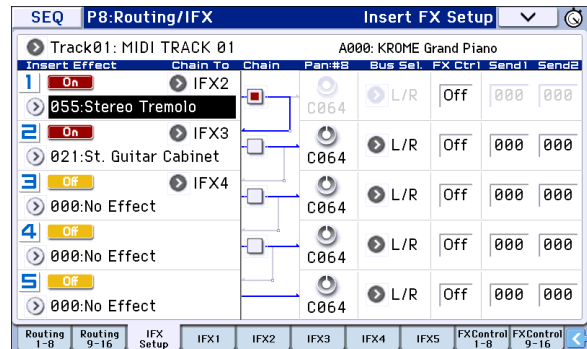 SEQ P8:Routing/IFX Insert FX Setup
Track01: MIDI TRACK 01 A000: KROME Grand Piano
Insert Effect Chain To Chain Pan:#8 Bus Sel. FX Ctrl Send1 Send2
1 On IFX2
055:Stereo Tremolo C064 L/R Off 000 000
2 On IFX3
021:St. Guitar Cabinet C064 L/R Off 000 000
3 Off IFX4
000:No Effect C064 L/R Off 000 000
4 Off
000:No Effect C064 L/R Off 000 000
5 Off
000:No Effect C064 L/R Off 000 000
Routing 1-8 Routing 9-16 IFX Setup IFX1 IFX2 IFX3 IFX4 IFX5 FXControl 1-8 FXControl 9-16